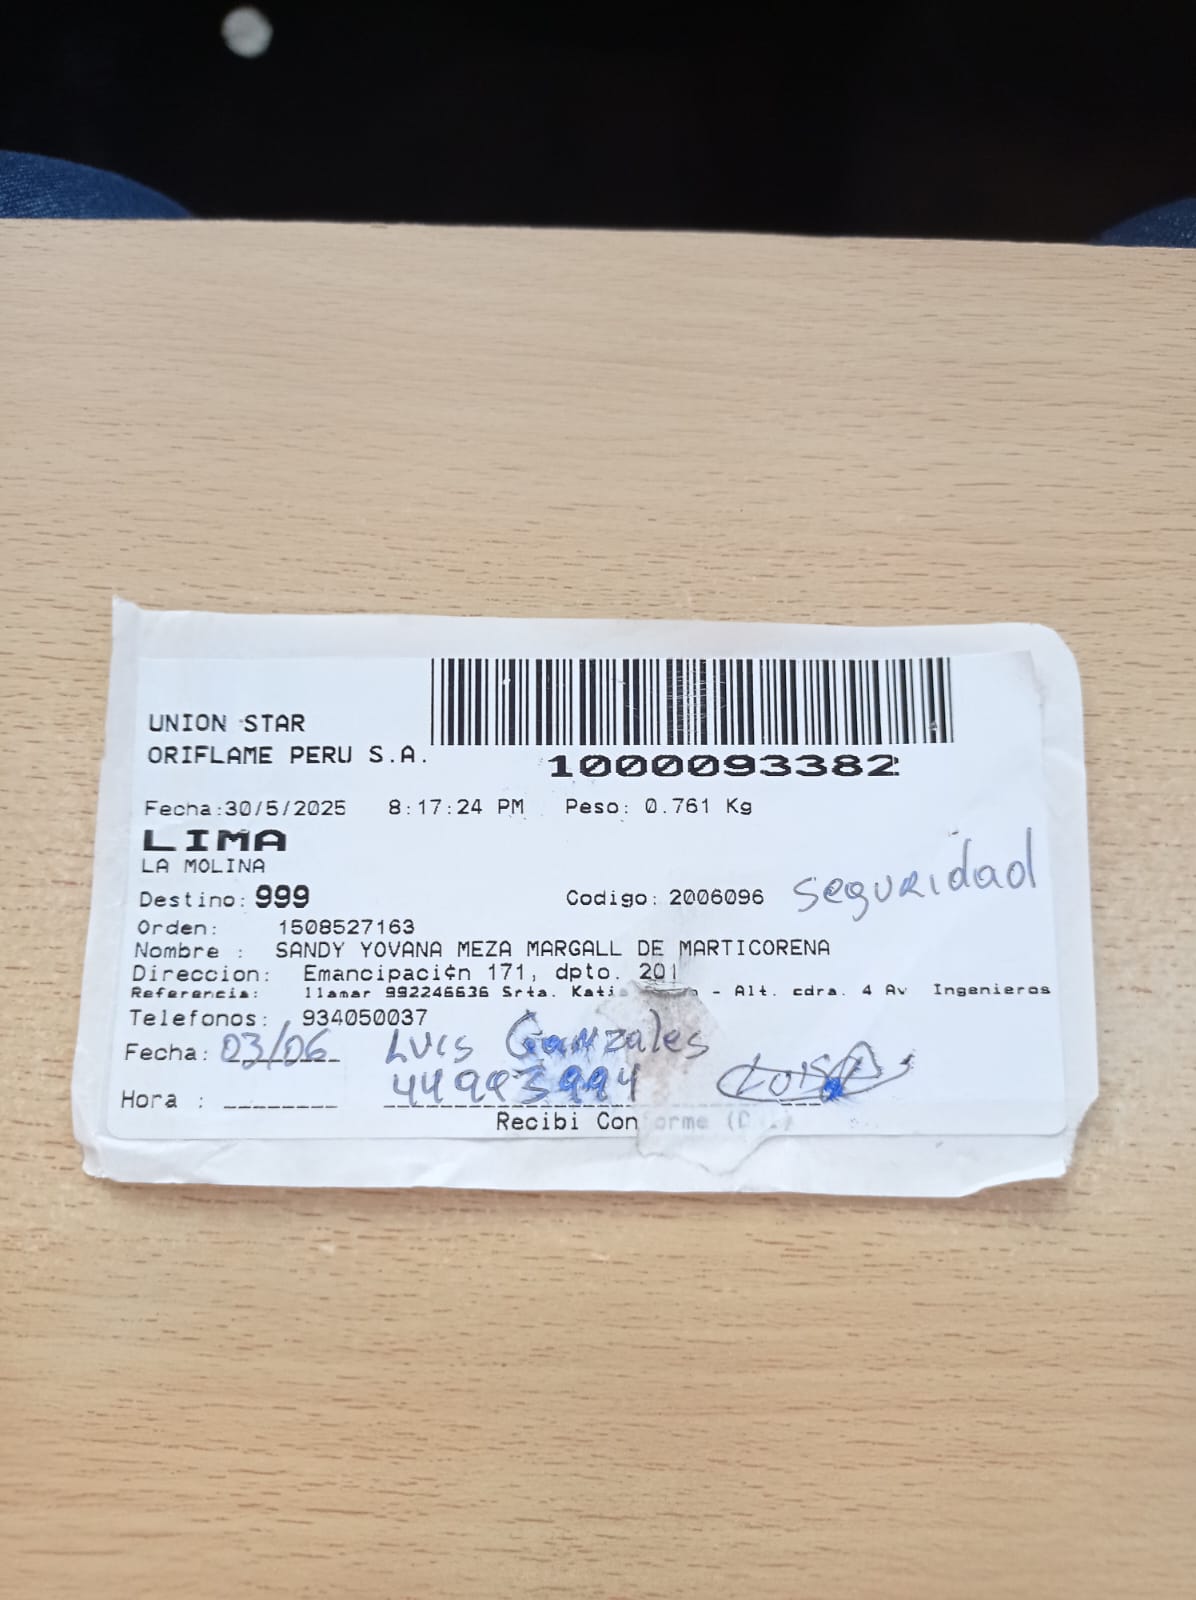 UNION STAR
ORIFLAME PERU S.A.
1000093382
Fecha:30/5/2025 8:17:24 PM Peso: 0.761 Kg
LIMA
LA MOLINA
Destino: 999 Codigo: 2006096 seguridad
Orden: 1508527163
Nombre : SANDY YOVANA MEZA MARGALL DE MARTICORENA
Direccion: Emancipaci¢n 171, dpto. 201
Referencia: llamar 992246636 Srta. - Alt. cdra. 4 Av Ingenieros
Telefonos: 934050037
Fecha: 03/06 Luis Gonzales
Hora :
Recibi Conforme